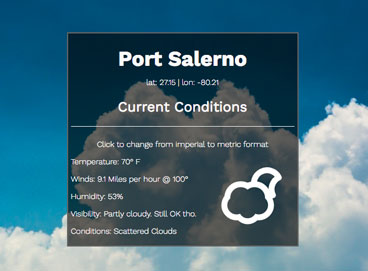 Port Salerno
lat: 27.15 | lon: -80.21
Current Conditions
Click to change from imperial to metric format
Temperature: 70° F
Winds: 9.1 Miles per hour @ 100°
Humidity: 53%
Visibility: Partly cloudy. Still OK tho.
Conditions: Scattered Clouds